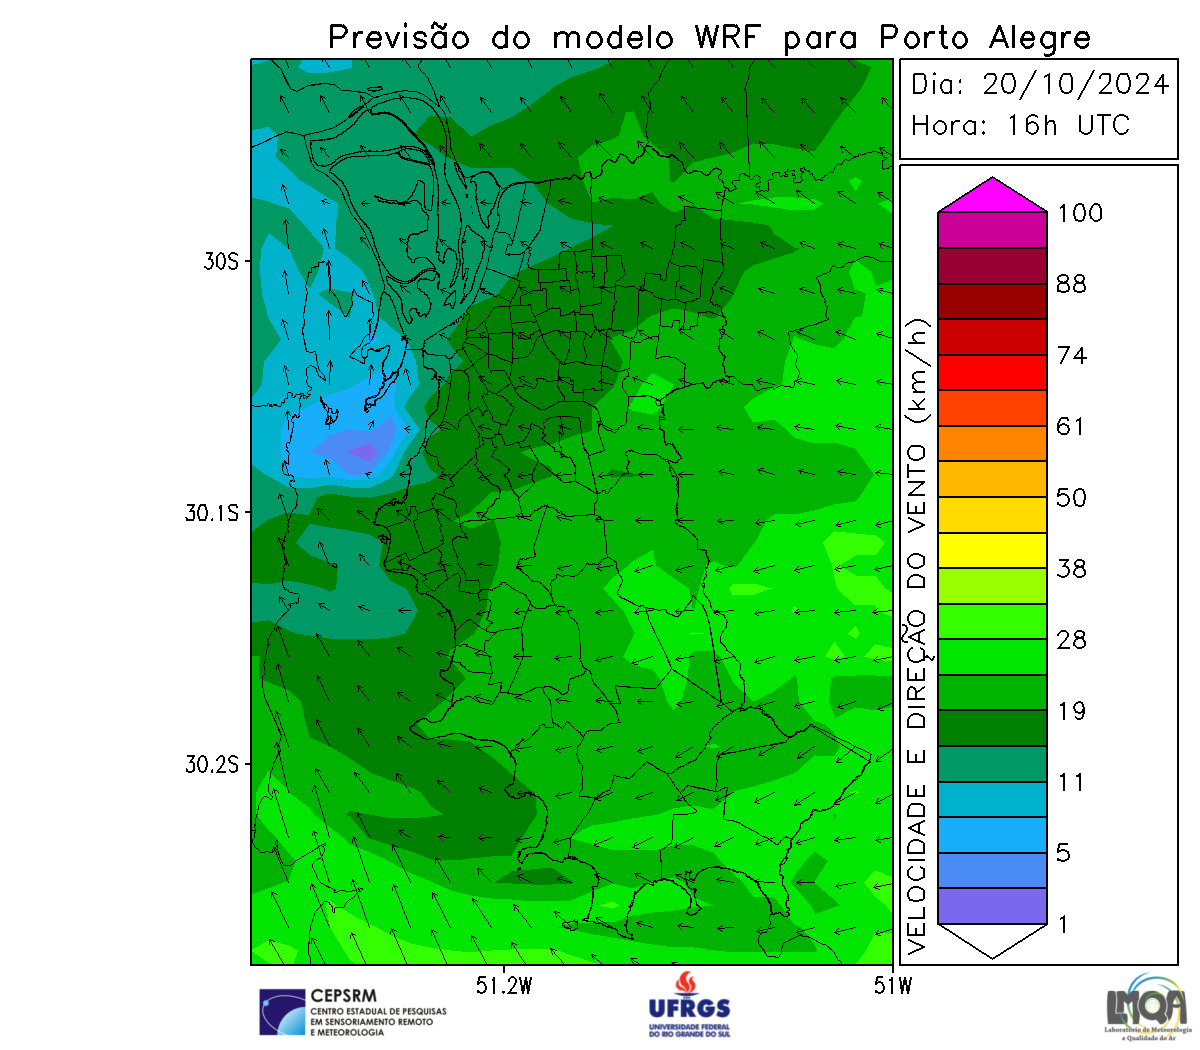 Previsão do modelo WRF para Porto Alegre
Dia: 20/10/2024
Hora: 16h UTC
VELOCIDADE E DIREÇÃO DO VENTO (km/h)
100
88
74
61
50
38
28
19
11
5
1
30S
30.1S
30.2S
51.2W
51W
CEPSRM
CENTRO ESTADUAL DE PESQUISAS
EM SENSORIAMENTO REMOTO
E METEOROLOGIA
UFRGS
UNIVERSIDADE FEDERAL
DO RIO GRANDE DO SUL
LMQA
Laboratório de Meteorologia
e Qualidade do Ar